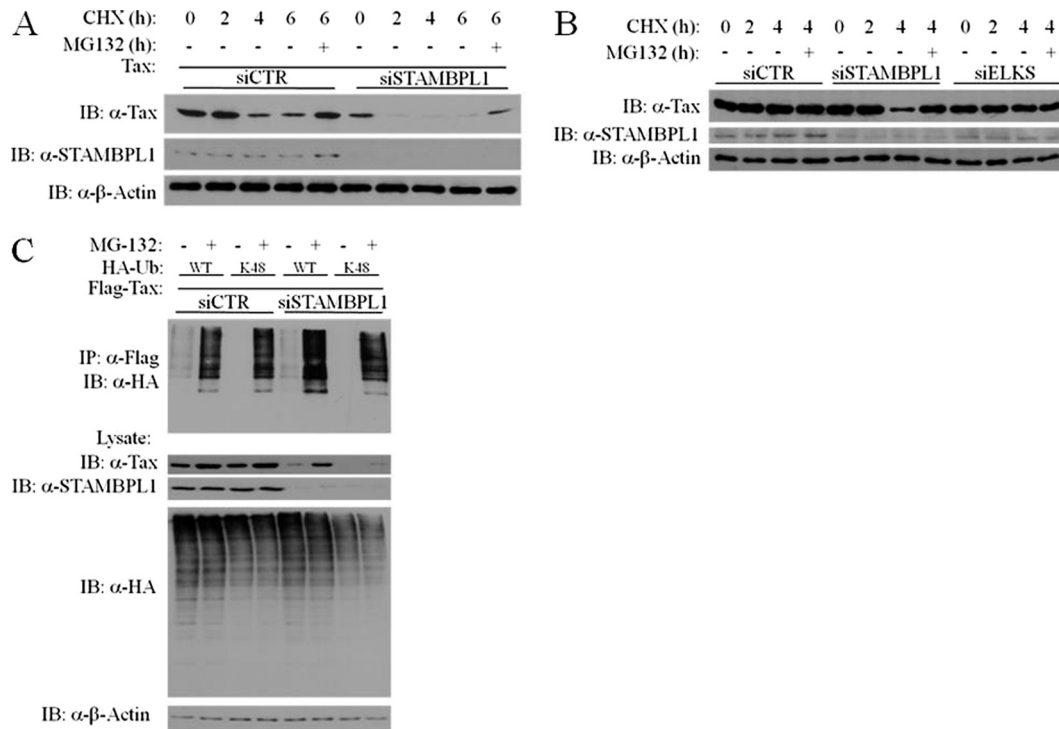 A
CHX (h): 0 2 4 6 6 0 2 4 6 6
MG132 (h): - - - - + - - - - +
Tax:
siCTR siSTAMBPL1
IB: α-Tax
IB: α-STAMBPL1
IB: α-β-Actin
B
CHX (h): 0 2 4 4 0 2 4 4 0 2 4 4
MG132 (h): - - - + - - - + - - - +
siCTR siSTAMBPL1 siELKS
IB: α-Tax
IB: α-STAMBPL1
IB: α-β-Actin
C
MG-132: - + - + - + - +
HA-Ub: WT K48 WT K48
Flag-Tax:
siCTR siSTAMBPL1
IP: α-Flag
IB: α-HA
Lysate:
IB: α-Tax
IB: α-STAMBPL1
IB: α-HA
IB: α-β-Actin